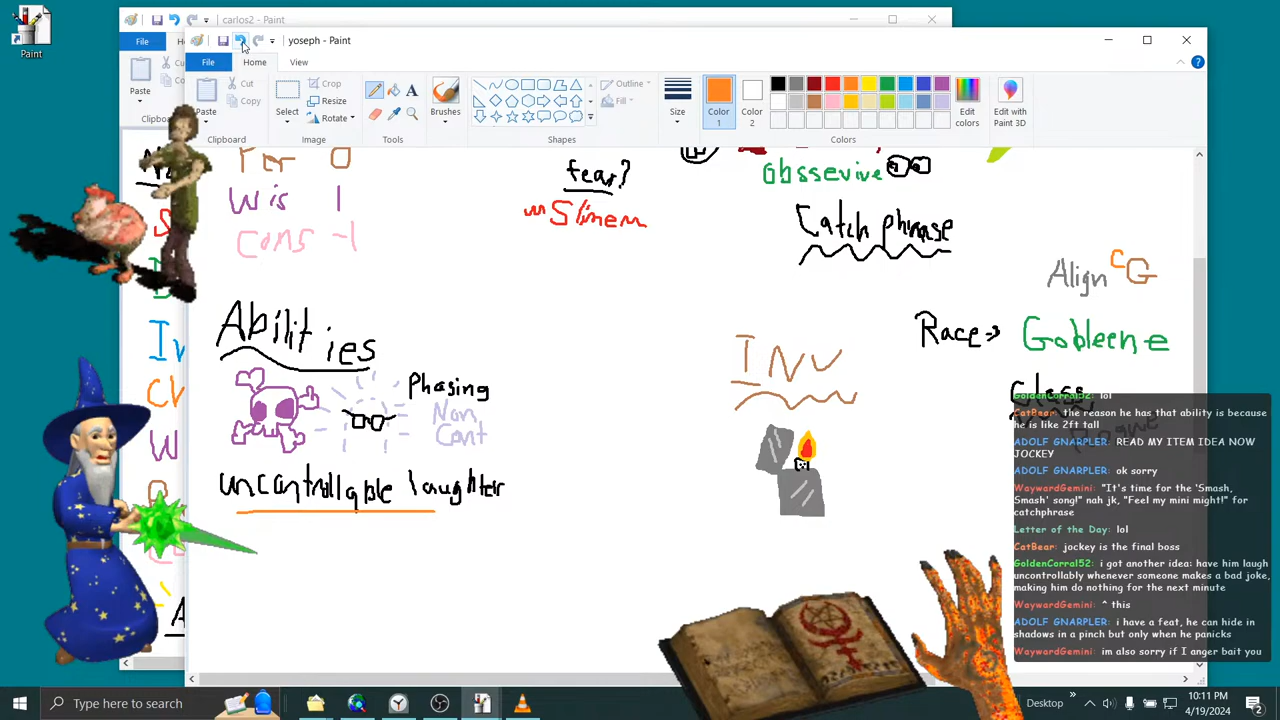 carlos2 - Paint
File
Paste
yoseph - Paint
File
Home
View
Paste
Cut
Copy
Clipboard
Select
Crop
Resize
Rotate
Image
Tools
Brushes
Outline
Fill
Shapes
Size
Color
1
Color
2
Colors
Edit
colors
Edit with
Paint 3D
Paint
Per 0
Wis 1
Cons -1
fear?
Slime
obssevive
Catch phrase
Align CG
Race
Gobleene
Class
Abilities
Phasing
Non
Cont
uncontrollable laughter
INV
GoldenCorral52: lol
CatBear: the reason he has that ability is because
he is like 2ft tall
ADOLF GNARPLER: READ MY ITEM IDEA NOW
JOCKEY
ADOLF GNARPLER: ok sorry
WaywardGemini: "It's time for the 'Smash,
Smash' song!" nah jk, "Feel my mini might!" for
catchphrase
Letter of the Day: lol
CatBear: jockey is the final boss
GoldenCorral52: i got another idea: have him laugh
uncontrollably whenever someone makes a bad joke,
making him do nothing for the next minute
WaywardGemini: ^ this
ADOLF GNARPLER: i have a feat, he can hide in
shadows in a pinch but only when he panicks
WaywardGemini: im also sorry if I anger bait you
Type here to search
Desktop
10:11 PM
4/19/2024